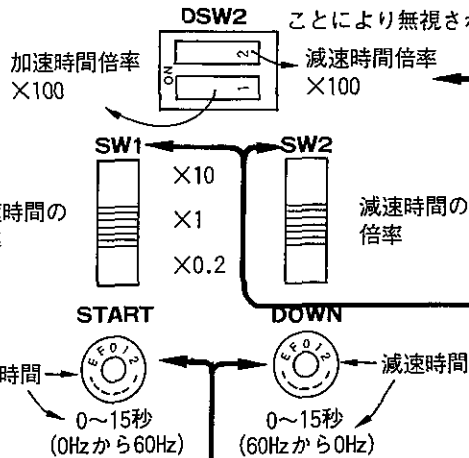 DSW2
ことにより無視さ
加速時間倍率
×100
ON
2
1
減速時間倍率
×100
SW1
SW2
×10
×1
×0.2
時間の
減速時間の
倍率
START
DOWN
EF012
EF012
時間
減速時間
0〜15秒
(0Hzから60Hz)
0〜15秒
(60Hzから0Hz)